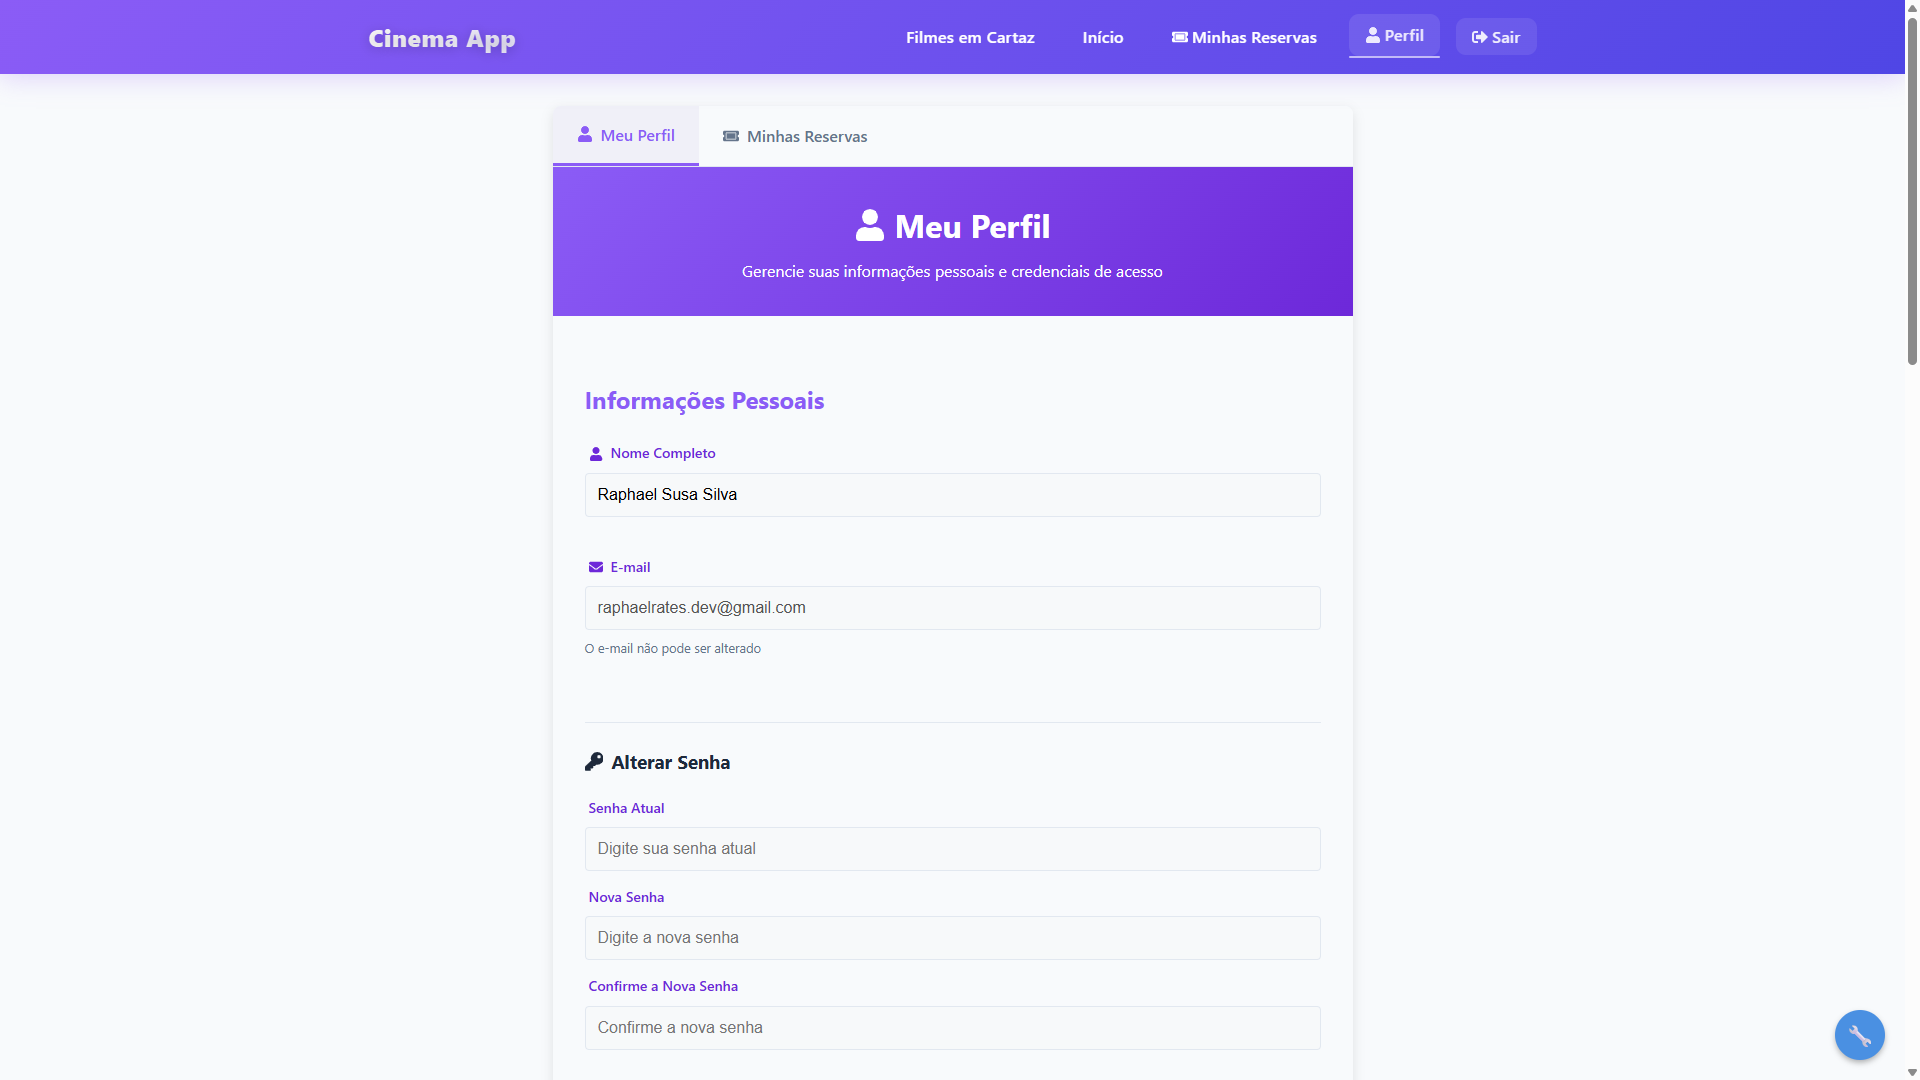 Cinema App
Filmes em Cartaz
Início
Minhas Reservas
Perfil
Sair
Meu Perfil
Minhas Reservas
Meu Perfil
Gerencie suas informações pessoais e credenciais de acesso
Informações Pessoais
Nome Completo
Raphael Susa Silva
E-mail
raphaelrates.dev@gmail.com
O e-mail não pode ser alterado
Alterar Senha
Senha Atual
Digite sua senha atual
Nova Senha
Digite a nova senha
Confirme a Nova Senha
Confirme a nova senha